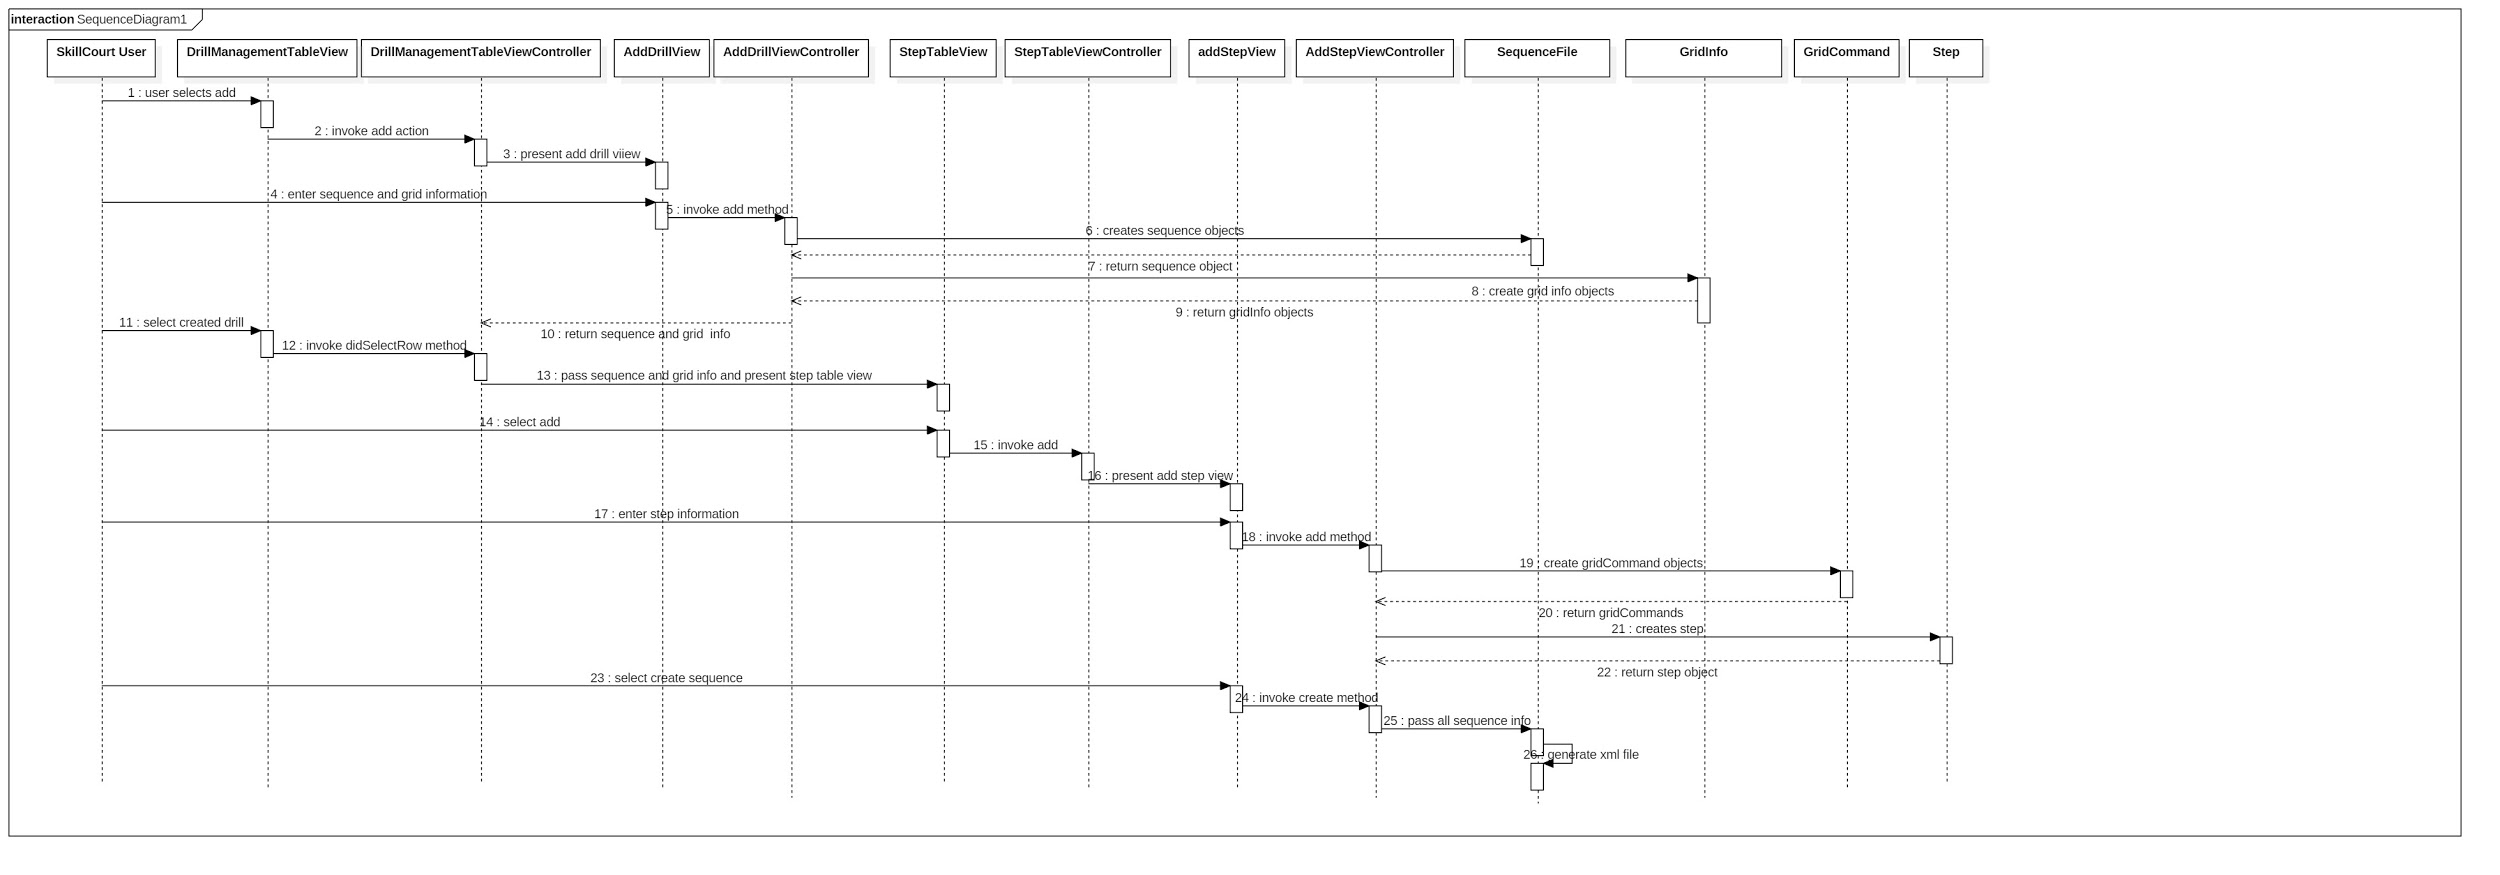 interaction SequenceDiagram1
SkillCourt User
DrillManagementTableView
DrillManagementTableViewController
AddDrillView
AddDrillViewController
StepTableView
StepTableViewController
addStepView
AddStepViewController
SequenceFile
GridInfo
GridCommand
Step
1 : user selects add
2 : invoke add action
3 : present add drill viiew
4 : enter sequence and grid information
5 : invoke add method
6 : creates sequence objects
7 : return sequence object
8 : create grid info objects
9 : return gridInfo objects
10 : return sequence and grid  info
11 : select created drill
12 : invoke didSelectRow method
13 : pass sequence and grid info and present step table view
14 : select add
15 : invoke add
16 : present add step view
17 : enter step information
18 : invoke add method
19 : create gridCommand objects
20 : return gridCommands
21 : creates step
22 : return step object
23 : select create sequence
24 : invoke create method
25 : pass all sequence info
26 : generate xml file